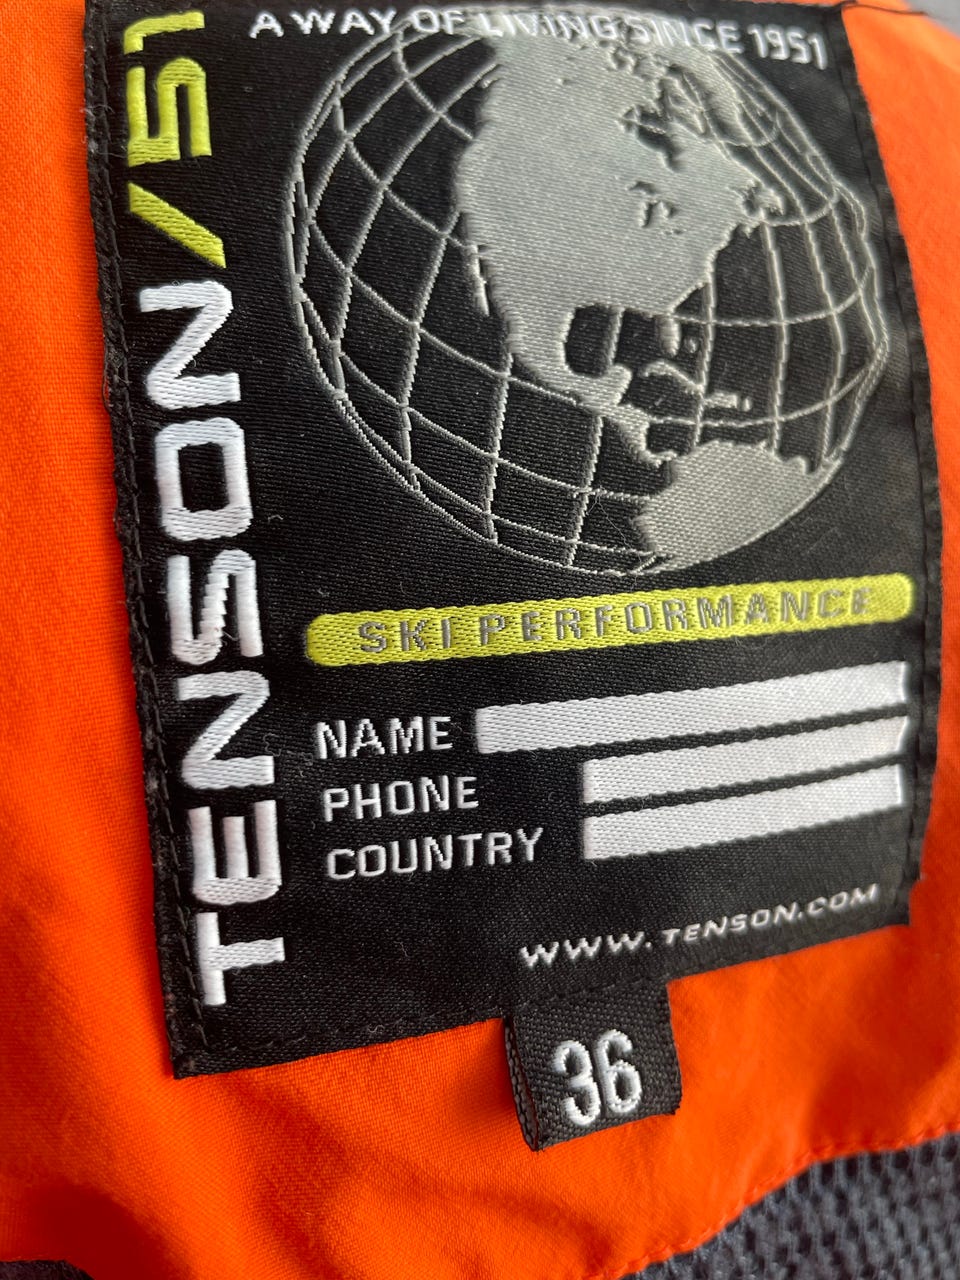 A WAY OF LIVING SINCE 1951
TENSON/51
SKI PERFORMANCE
NAME
PHONE
COUNTRY
WWW.TENSON.COM
36